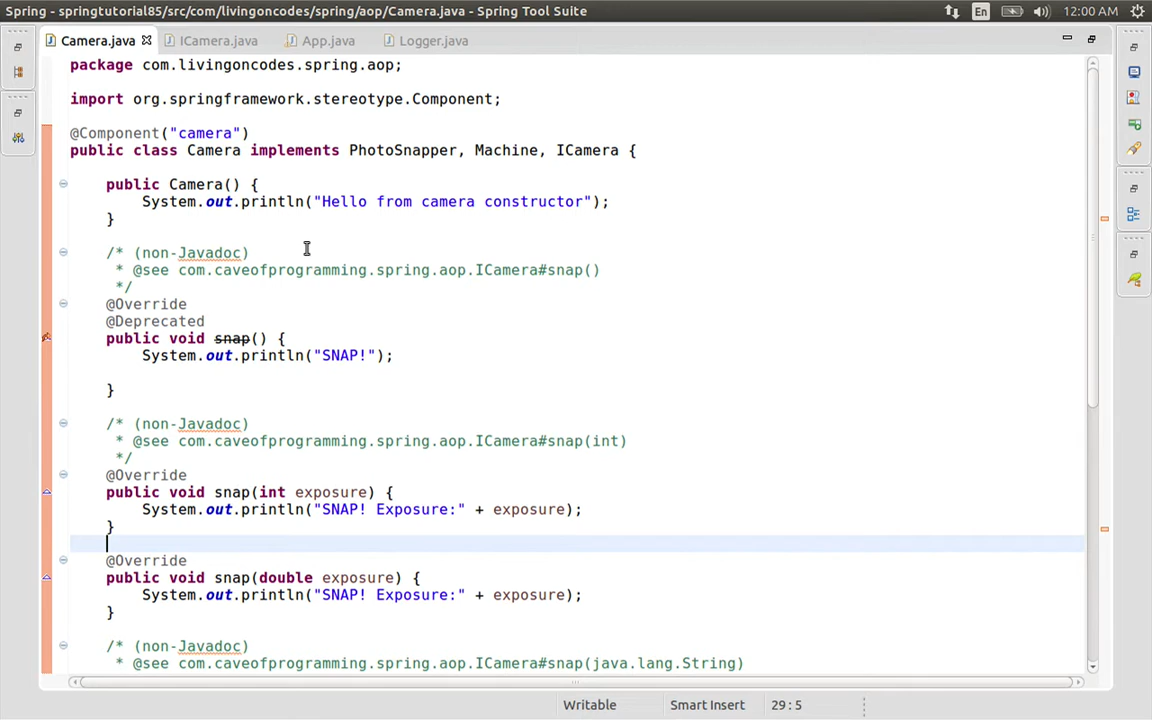 Spring - springtutorial85/src/com/livingoncodes/spring/aop/Camera.java - Spring Tool Suite
En
12:00 AM
Camera.java
ICamera.java
App.java
Logger.java
package com.livingoncodes.spring.aop;
import org.springframework.stereotype.Component;
@Component("camera")
public class Camera implements PhotoSnapper, Machine, ICamera {
public Camera() {
System.out.println("Hello from camera constructor");
}
/* (non-Javadoc)
* @see com.caveofprogramming.spring.aop.ICamera#snap()
*/
@Override
@Deprecated
public void snap() {
System.out.println("SNAP!");
}
/* (non-Javadoc)
* @see com.caveofprogramming.spring.aop.ICamera#snap(int)
*/
@Override
public void snap(int exposure) {
System.out.println("SNAP! Exposure:" + exposure);
}
@Override
public void snap(double exposure) {
System.out.println("SNAP! Exposure:" + exposure);
}
/* (non-Javadoc)
* @see com.caveofprogramming.spring.aop.ICamera#snap(java.lang.String)
Writable
Smart Insert
29 : 5